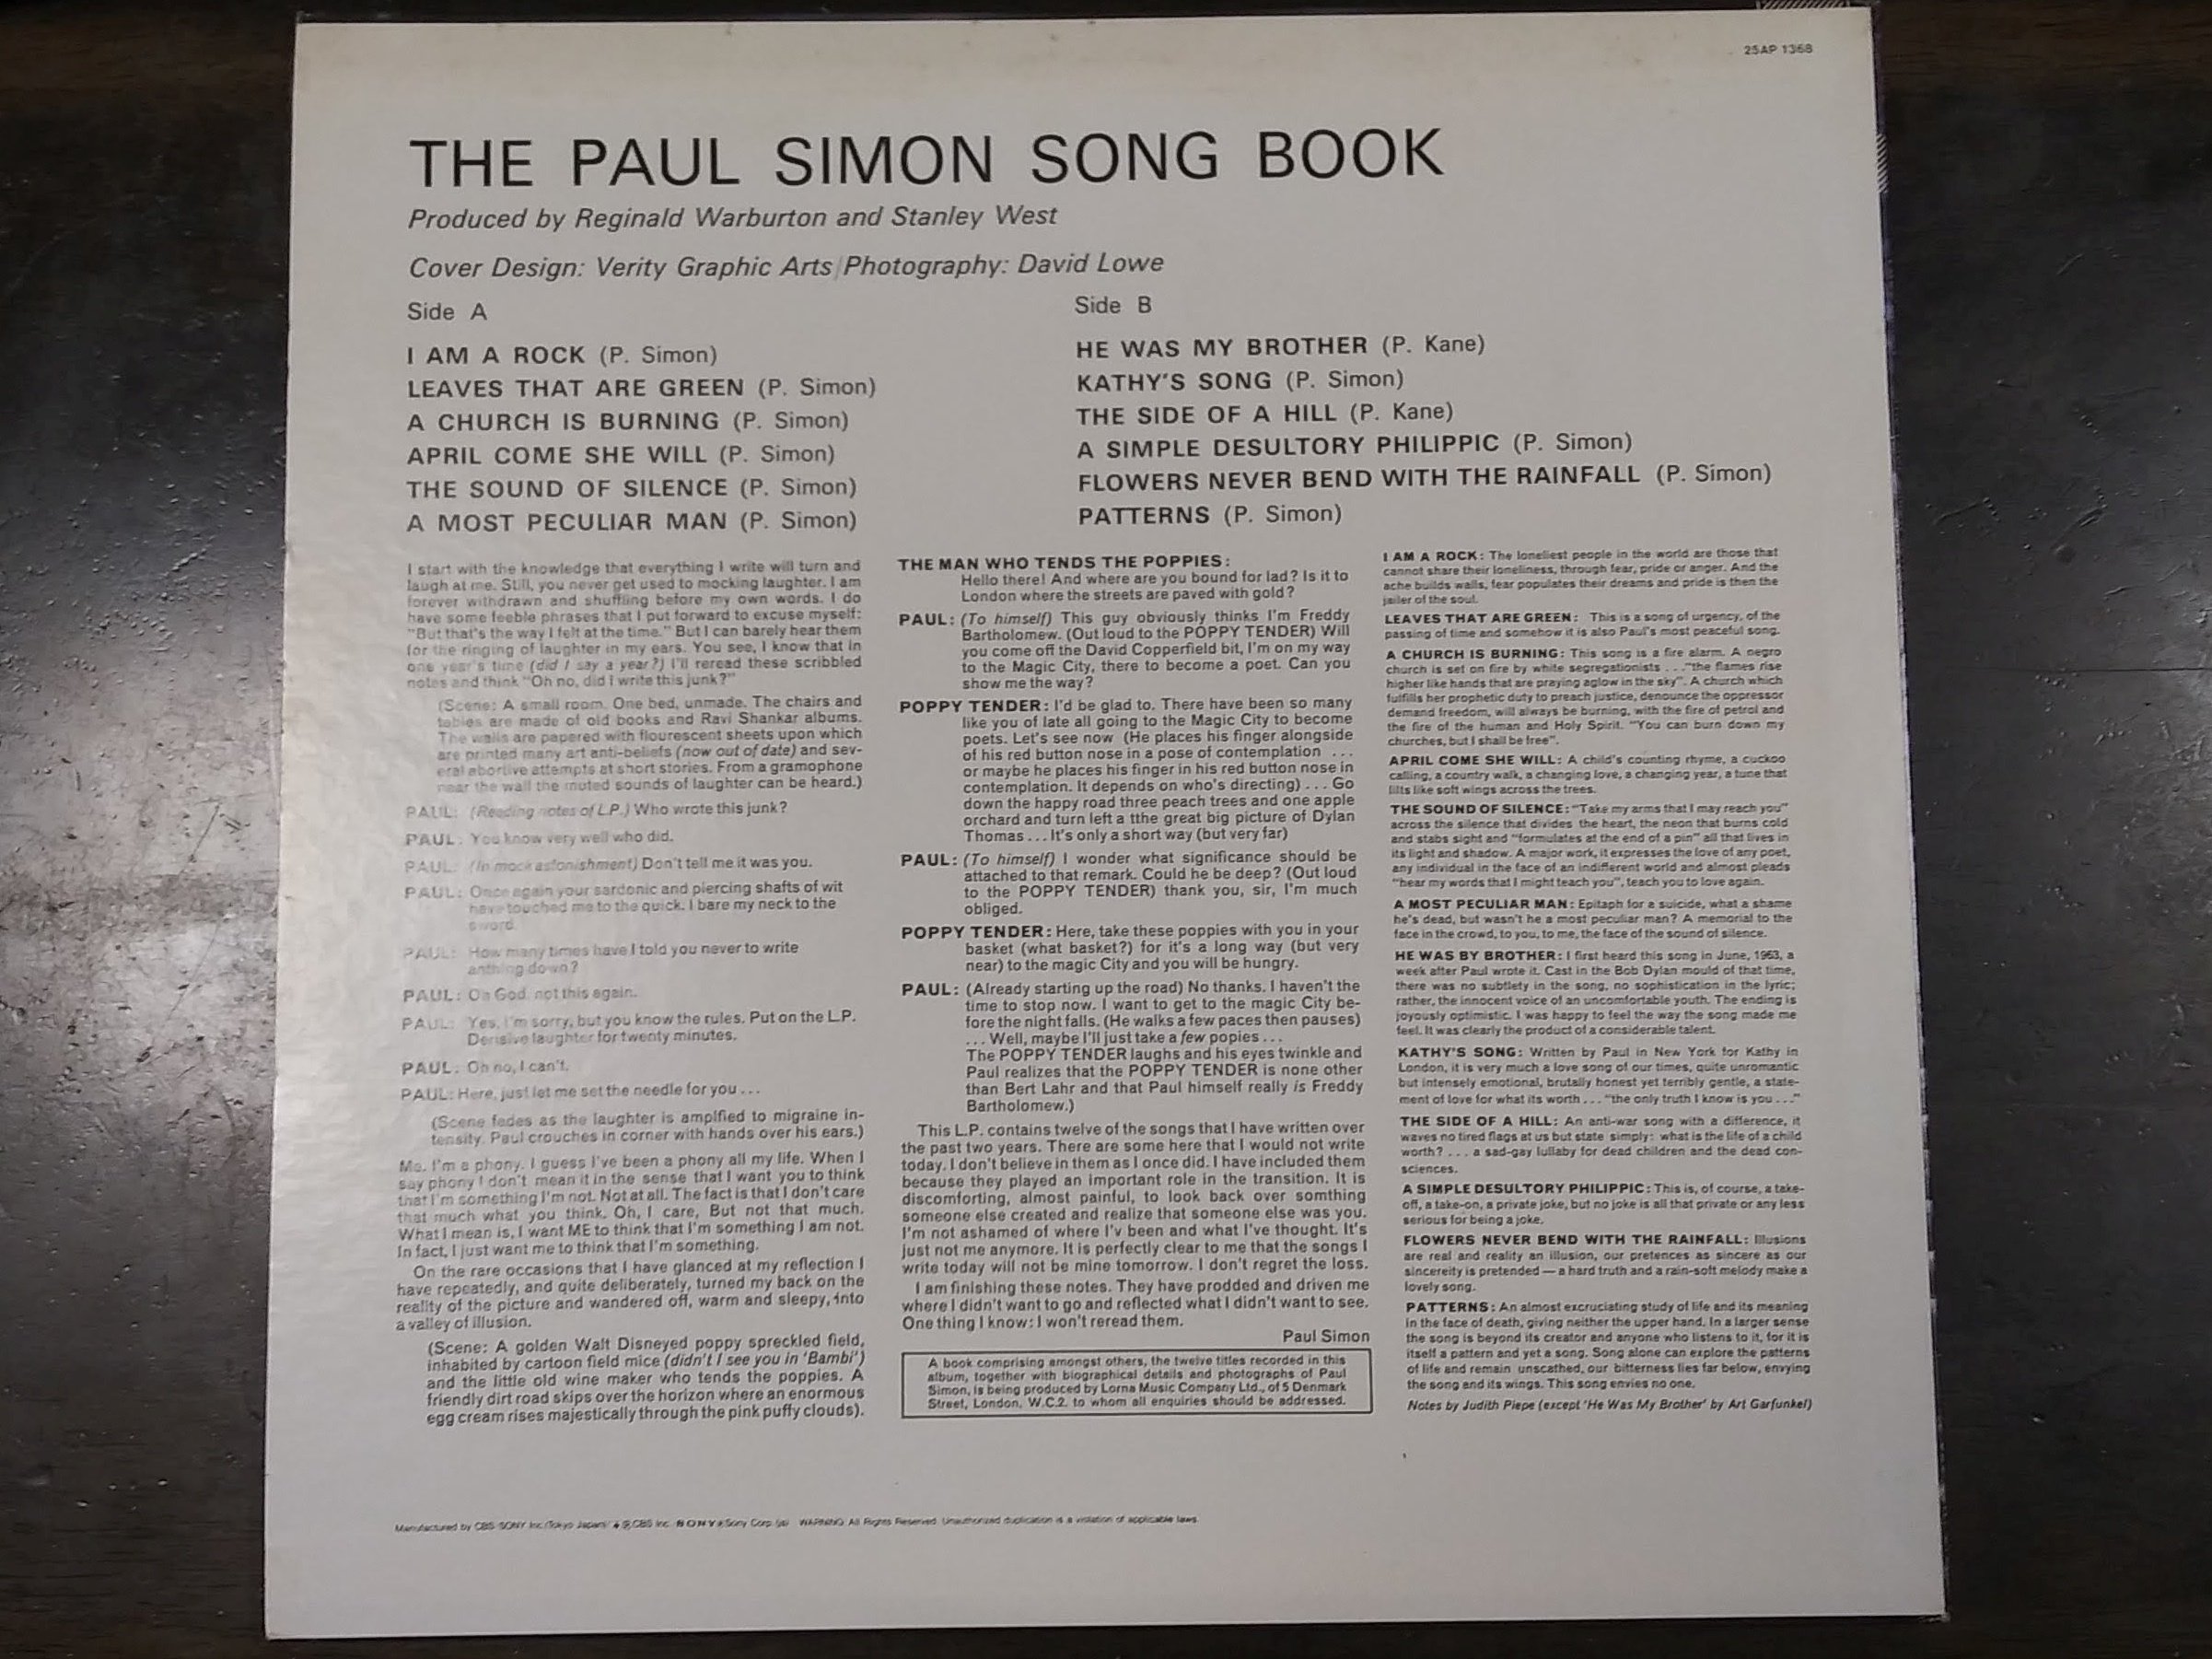 25AP 1368
THE PAUL SIMON SONG BOOK
Produced by Reginald Warburton and Stanley West
Cover Design: Verity Graphic Arts/Photography: David Lowe
Side A
I AM A ROCK (P. Simon)
LEAVES THAT ARE GREEN (P. Simon)
A CHURCH IS BURNING (P. Simon)
APRIL COME SHE WILL (P. Simon)
THE SOUND OF SILENCE (P. Simon)
A MOST PECULIAR MAN (P. Simon)
Side B
HE WAS MY BROTHER (P. Kane)
KATHY'S SONG (P. Simon)
THE SIDE OF A HILL (P. Kane)
A SIMPLE DESULTORY PHILIPPIC (P. Simon)
FLOWERS NEVER BEND WITH THE RAINFALL (P. Simon)
PATTERNS (P. Simon)
I start with the knowledge that everything I write will turn and
laugh at me. Still, you never get used to mocking laughter. I am
forever withdrawn and shuffling before my own words. I do
have some feeble phrases that I put forward to excuse myself:
"But that's the way I felt at the time." But I can barely hear them
for the ringing of laughter in my ears. You see, I know that in
one year's time (did I say a year?) I'll reread these scribbled
notes and think "Oh no, did I write this junk?"
(Scene: A small room. One bed, unmade. The chairs and
tables are made of old books and Ravi Shankar albums.
The walls are papered with flourescent sheets upon which
are printed many art anti-beliefs (now out of date) and sev-
eral abortive attempts at short stories. From a gramophone
near the wall the muted sounds of laughter can be heard.)
PAUL: (Reading notes of L.P.) Who wrote this junk?
PAUL: You know very well who did.
PAUL: (In mock astonishment) Don't tell me it was you.
PAUL: Once again your sardonic and piercing shafts of wit
have touched me to the quick. I bare my neck to the
sword.
PAUL: How many times have I told you never to write
anthing down?
PAUL: Oh God, not this again.
PAUL: Yes, I'm sorry, but you know the rules. Put on the L.P.
Derisive laughter for twenty minutes.
PAUL: Oh no, I can't.
PAUL: Here, just let me set the needle for you...
(Scene fades as the laughter is amplfied to migraine in-
tensity. Paul crouches in corner with hands over his ears.)
Me. I'm a phony. I guess I've been a phony all my life. When I
say phony I don't mean it in the sense that I want you to think
that I'm something I'm not. Not at all. The fact is that I don't care
that much what you think. Oh, I care, But not that much.
What I mean is, I want ME to think that I'm something I am not.
In fact, I just want me to think that I'm something.
On the rare occasions that I have glanced at my reflection I
have repeatedly, and quite deliberately, turned my back on the
reality of the picture and wandered off, warm and sleepy, into
a valley of illusion.
(Scene: A golden Walt Disneyed poppy spreckled field,
inhabited by cartoon field mice (didn't I see you in 'Bambi')
and the little old wine maker who tends the poppies. A
friendly dirt road skips over the horizon where an enormous
egg cream rises majestically through the pink puffy clouds).
THE MAN WHO TENDS THE POPPIES:
Hello there! And where are you bound for lad? Is it to
London where the streets are paved with gold?
PAUL: (To himself) This guy obviously thinks I'm Freddy
Bartholomew. (Out loud to the POPPY TENDER) Will
you come off the David Copperfield bit, I'm on my way
to the Magic City, there to become a poet. Can you
show me the way?
POPPY TENDER: I'd be glad to. There have been so many
like you of late all going to the Magic City to become
poets. Let's see now (He places his finger alongside
of his red button nose in a pose of contemplation ...
or maybe he places his finger in his red button nose in
contemplation. It depends on who's directing) ... Go
down the happy road three peach trees and one apple
orchard and turn left a tthe great big picture of Dylan
Thomas ... It's only a short way (but very far)
PAUL: (To himself) I wonder what significance should be
attached to that remark. Could he be deep? (Out loud
to the POPPY TENDER) thank you, sir, I'm much
obliged.
POPPY TENDER: Here, take these poppies with you in your
basket (what basket?) for it's a long way (but very
near) to the magic City and you will be hungry.
PAUL: (Already starting up the road) No thanks. I haven't the
time to stop now. I want to get to the magic City be-
fore the night falls. (He walks a few paces then pauses)
... Well, maybe I'll just take a few popies ...
The POPPY TENDER laughs and his eyes twinkle and
Paul realizes that the POPPY TENDER is none other
than Bert Lahr and that Paul himself really is Freddy
Bartholomew.)
This L.P. contains twelve of the songs that I have written over
the past two years. There are some here that I would not write
today. I don't believe in them as I once did. I have included them
because they played an important role in the transition. It is
discomforting, almost painful, to look back over somthing
someone else created and realize that someone else was you.
I'm not ashamed of where I'v been and what I've thought. It's
just not me anymore. It is perfectly clear to me that the songs I
write today will not be mine tomorrow. I don't regret the loss.
I am finishing these notes. They have prodded and driven me
where I didn't want to go and reflected what I didn't want to see.
One thing I know: I won't reread them.
Paul Simon
A book comprising amongst others, the twelve titles recorded in this
album, together with biographical details and photographs of Paul
Simon, is being produced by Lorna Music Company Ltd., of 5 Denmark
Street, London, W.C.2. to whom all enquiries should be addressed.
I AM A ROCK: The loneliest people in the world are those that
cannot share their loneliness, through fear, pride or anger. And the
ache builds walls, fear populates their dreams and pride is then the
jailer of the soul.
LEAVES THAT ARE GREEN: This is a song of urgency, of the
passing of time and somehow it is also Paul's most peaceful song.
A CHURCH IS BURNING: This song is a fire alarm. A negro
church is set on fire by white segregationists ... "the flames rise
higher like hands that are praying aglow in the sky". A church which
fulfills her prophetic duty to preach justice, denounce the oppressor
demand freedom, will always be burning, with the fire of petrol and
the fire of the human and Holy Spirit. "You can burn down my
churches, but I shall be free".
APRIL COME SHE WILL: A child's counting rhyme, a cuckoo
calling, a country walk, a changing love, a changing year, a tune that
lilts like soft wings across the trees.
THE SOUND OF SILENCE: "Take my arms that I may reach you"
across the silence that divides the heart, the neon that burns cold
and stabs sight and "formulates at the end of a pin" all that lives in
its light and shadow. A major work, it expresses the love of any poet,
any individual in the face of an indifferent world and almost pleads
"hear my words that I might teach you", teach you to love again.
A MOST PECULIAR MAN: Epitaph for a suicide, what a shame
he's dead, but wasn't he a most peculiar man? A memorial to the
face in the crowd, to you, to me, the face of the sound of silence.
HE WAS BY BROTHER: I first heard this song in June, 1963, a
week after Paul wrote it. Cast in the Bob Dylan mould of that time,
there was no subtlety in the song, no sophistication in the lyric;
rather, the innocent voice of an uncomfortable youth. The ending is
joyously optimistic. I was happy to feel the way the song made me
feel. It was clearly the product of a considerable talent.
KATHY'S SONG: Written by Paul in New York for Kathy in
London, it is very much a love song of our times, quite unromantic
but intensely emotional, brutally honest yet terribly gentle, a state-
ment of love for what its worth ... "the only truth I know is you ..."
THE SIDE OF A HILL: An anti-war song with a difference, it
waves no tired flags at us but state simply: what is the life of a child
worth? ... a sad-gay lullaby for dead children and the dead con-
sciences.
A SIMPLE DESULTORY PHILIPPIC: This is, of course, a take-
off, a take-on, a private joke, but no joke is all that private or any less
serious for being a joke.
FLOWERS NEVER BEND WITH THE RAINFALL: Illusions
are real and reality an illusion, our pretences as sincere as our
sincereity is pretended — a hard truth and a rain-soft melody make a
lovely song.
PATTERNS: An almost excruciating study of life and its meaning
in the face of death, giving neither the upper hand. In a larger sense
the song is beyond its creator and anyone who listens to it, for it is
itself a pattern and yet a song. Song alone can explore the patterns
of life and remain unscathed, our bitterness lies far below, envying
the song and its wings. This song envies no one.
Notes by Judith Piepe (except 'He Was My Brother' by Art Garfunkel)
Manufactured by CBS/SONY Inc. (Tokyo Japan) CBS Inc. SONY Sony Corp. WARNING: All Rights Reserved. Unauthorized duplication is a violation of applicable laws.